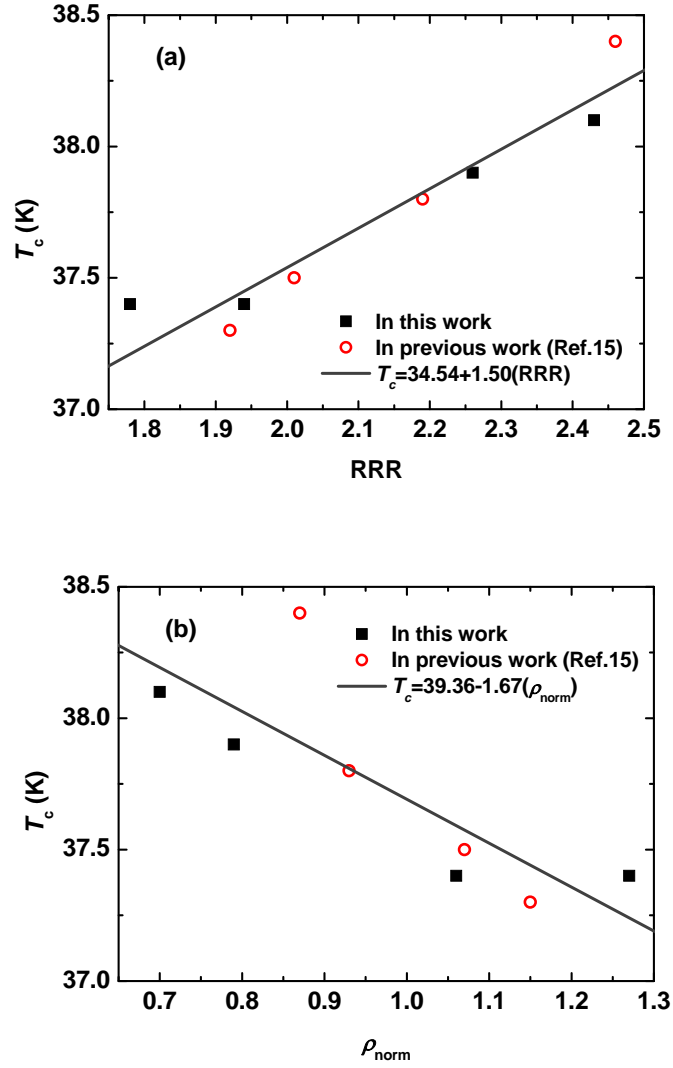 38.5
(a)
38.0
T_c (K)
37.5
In this work
In previous work (Ref.15)
T_c=34.54+1.50(RRR)
37.0
1.8 1.9 2.0 2.1 2.2 2.3 2.4 2.5
RRR
38.5
(b)
In this work
In previous work (Ref.15)
T_c=39.36-1.67(ρ_norm)
38.0
T_c (K)
37.5
37.0
0.7 0.8 0.9 1.0 1.1 1.2 1.3
ρ_norm